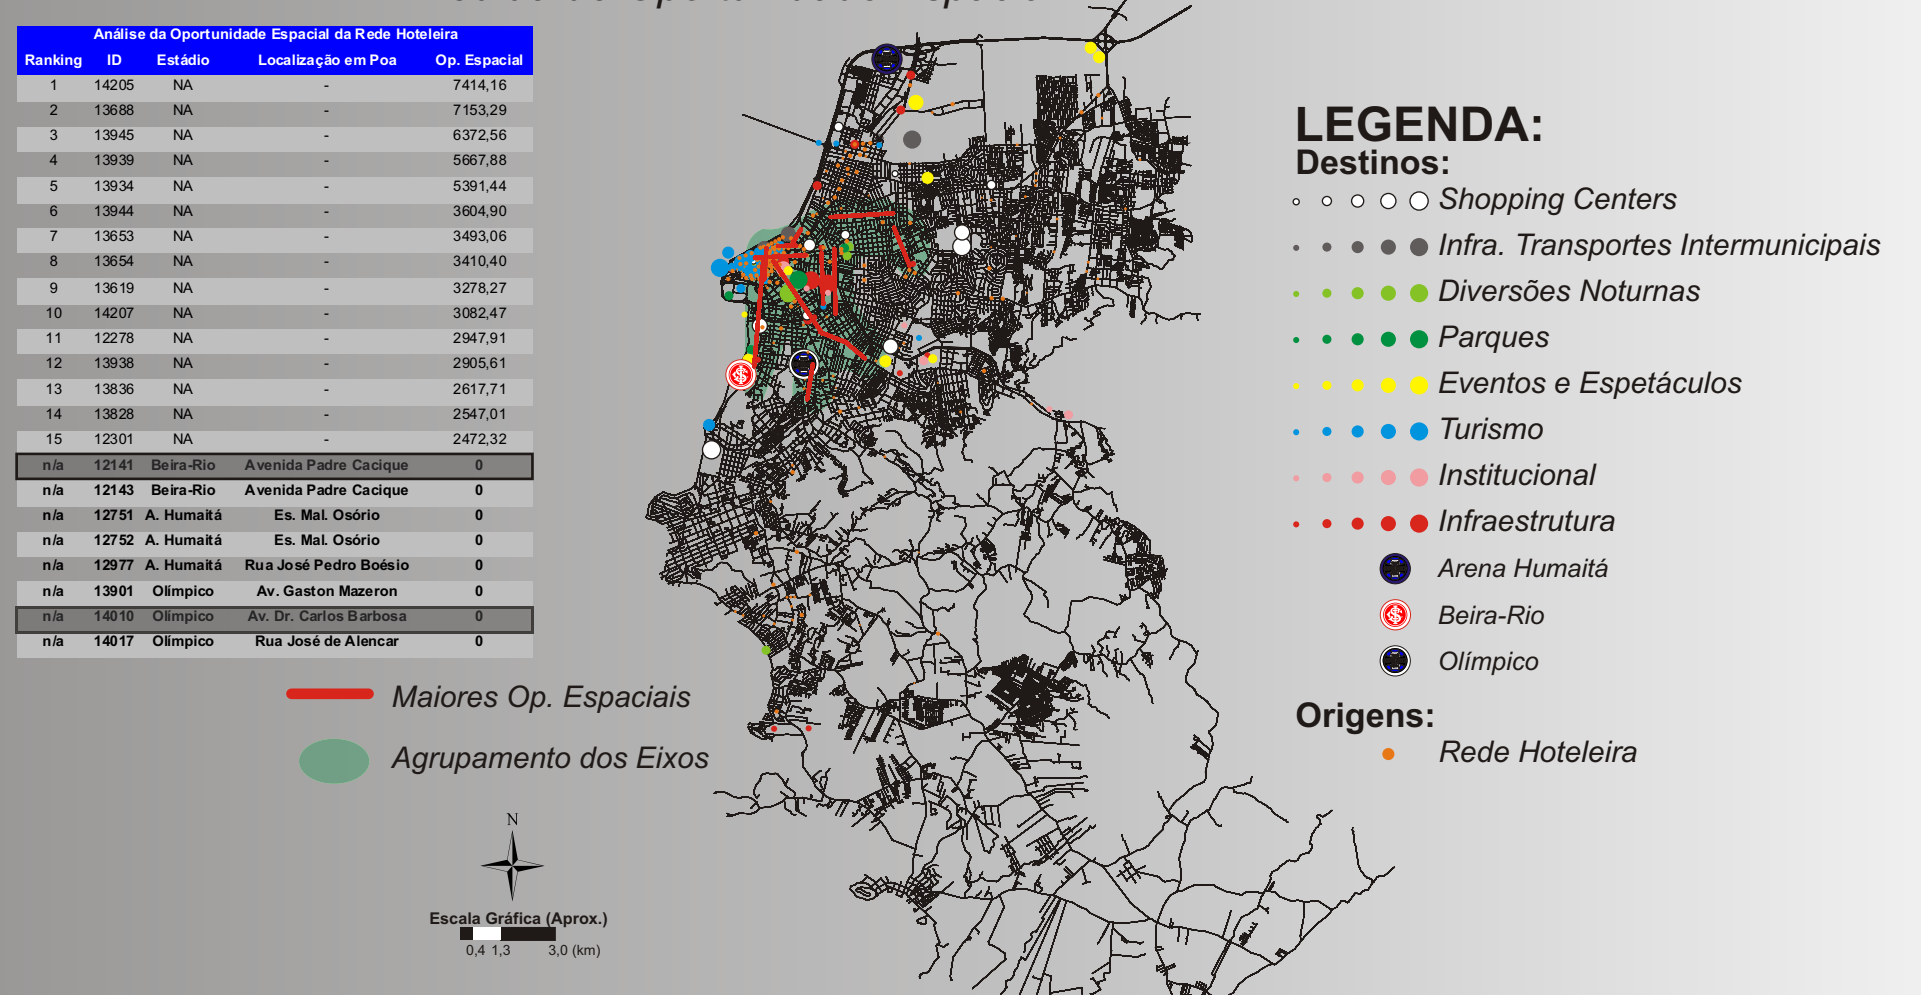 Análise da Oportunidade Espacial da Rede Hoteleira
Ranking ID Estádio Localização em Poa Op. Espacial
1 14205 NA - 7414,16
2 13688 NA - 7153,29
3 13945 NA - 6372,56
4 13939 NA - 5667,88
5 13934 NA - 5391,44
6 13944 NA - 3604,90
7 13653 NA - 3493,06
8 13654 NA - 3410,40
9 13619 NA - 3278,27
10 14207 NA - 3082,47
11 12278 NA - 2947,91
12 13938 NA - 2905,61
13 13836 NA - 2617,71
14 13828 NA - 2547,01
15 12301 NA - 2472,32
n/a 12141 Beira-Rio Avenida Padre Cacique 0
n/a 12143 Beira-Rio Avenida Padre Cacique 0
n/a 12751 A. Humaitá Es. Mal. Osório 0
n/a 12752 A. Humaitá Es. Mal. Osório 0
n/a 12977 A. Humaitá Rua José Pedro Boésio 0
n/a 13901 Olímpico Av. Gaston Mazeron 0
n/a 14010 Olímpico Av. Dr. Carlos Barbosa 0
n/a 14017 Olímpico Rua José de Alencar 0
Maiores Op. Espaciais
Agrupamento dos Eixos
N
Escala Gráfica (Aprox.)
0,4 1,3 3,0 (km)
LEGENDA:
Destinos:
Shopping Centers
Infra. Transportes Intermunicipais
Diversões Noturnas
Parques
Eventos e Espetáculos
Turismo
Institucional
Infraestrutura
Arena Humaitá
Beira-Rio
Olímpico
Origens:
Rede Hoteleira